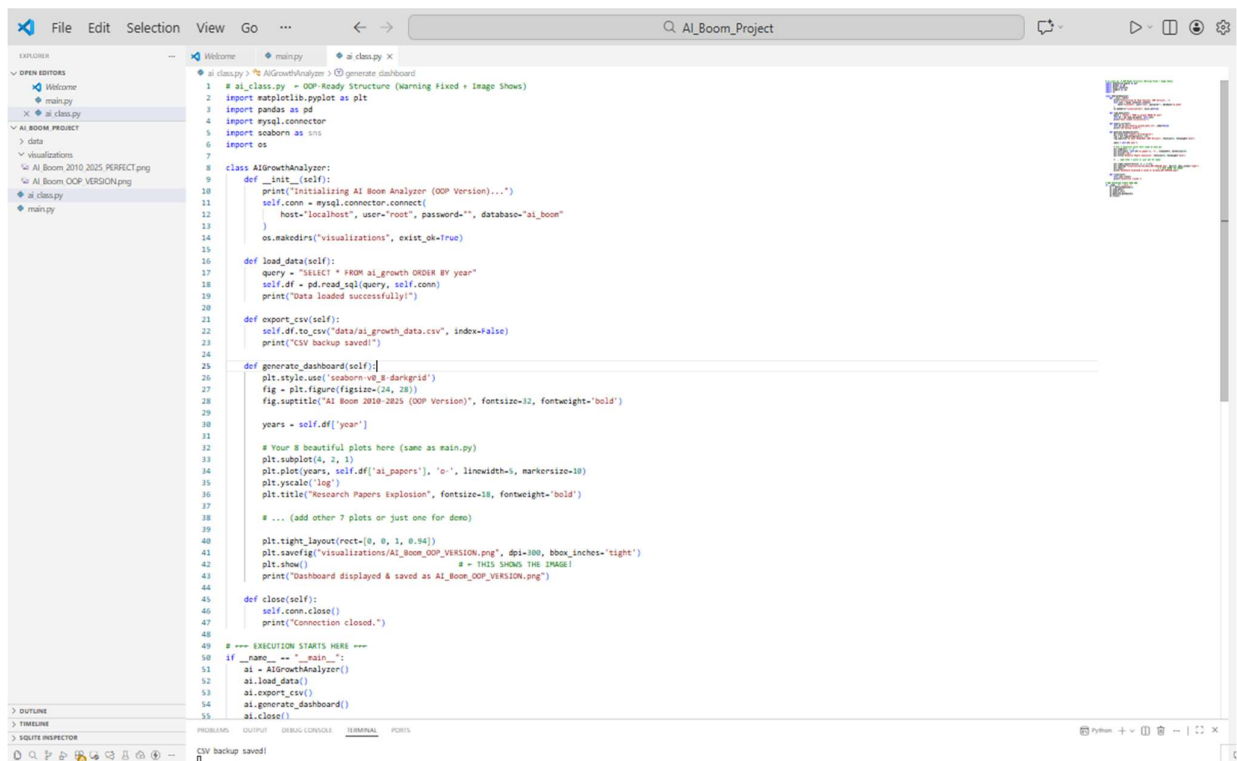 File Edit Selection View Go ··· ← → AI_Boom_Project
EXPLORER ···
OPEN EDITORS
Welcome
main.py
× ai_class.py
AI_BOOM_PROJECT
data
visualizations
AI_Boom_2010_2025_PERFECT.png
AI_Boom_OOP_VERSION.png
ai_class.py
main.py
OUTLINE
TIMELINE
SQLITE INSPECTOR
Welcome main.py ai_class.py ×
ai_class.py > AIGrowthAnalyzer > generate_dashboard
1 # ai_class.py ← OOP-Ready Structure (Warning Fixed + Image Shows)
2 import matplotlib.pyplot as plt
3 import pandas as pd
4 import mysql.connector
5 import seaborn as sns
6 import os
7
8 class AIGrowthAnalyzer:
9 def __init__(self):
10 print("Initializing AI Boom Analyzer (OOP Version)...")
11 self.conn = mysql.connector.connect(
12 host="localhost", user="root", password="", database="ai_boom"
13 )
14 os.makedirs("visualizations", exist_ok=True)
15
16 def load_data(self):
17 query = "SELECT * FROM ai_growth ORDER BY year"
18 self.df = pd.read_sql(query, self.conn)
19 print("Data loaded successfully!")
20
21 def export_csv(self):
22 self.df.to_csv("data/ai_growth_data.csv", index=False)
23 print("CSV backup saved!")
24
25 def generate_dashboard(self):
26 plt.style.use('seaborn-v0_8-darkgrid')
27 fig = plt.figure(figsize=(24, 28))
28 fig.suptitle("AI Boom 2010-2025 (OOP Version)", fontsize=32, fontweight='bold')
29
30 years = self.df['year']
31
32 # Your 8 beautiful plots here (same as main.py)
33 plt.subplot(4, 2, 1)
34 plt.plot(years, self.df['ai_papers'], 'o-', linewidth=5, markersize=10)
35 plt.yscale('log')
36 plt.title("Research Papers Explosion", fontsize=18, fontweight='bold')
37
38 # ... (add other 7 plots or just one for demo)
39
40 plt.tight_layout(rect=[0, 0, 1, 0.94])
41 plt.savefig("visualizations/AI_Boom_OOP_VERSION.png", dpi=300, bbox_inches='tight')
42 plt.show() # ← THIS SHOWS THE IMAGE!
43 print("Dashboard displayed & saved as AI_Boom_OOP_VERSION.png")
44
45 def close(self):
46 self.conn.close()
47 print("Connection closed.")
48
49 # === EXECUTION STARTS HERE ===
50 if __name__ == "__main__":
51 ai = AIGrowthAnalyzer()
52 ai.load_data()
53 ai.export_csv()
54 ai.generate_dashboard()
55 ai.close()
PROBLEMS OUTPUT DEBUG CONSOLE TERMINAL PORTS Python
CSV backup saved!